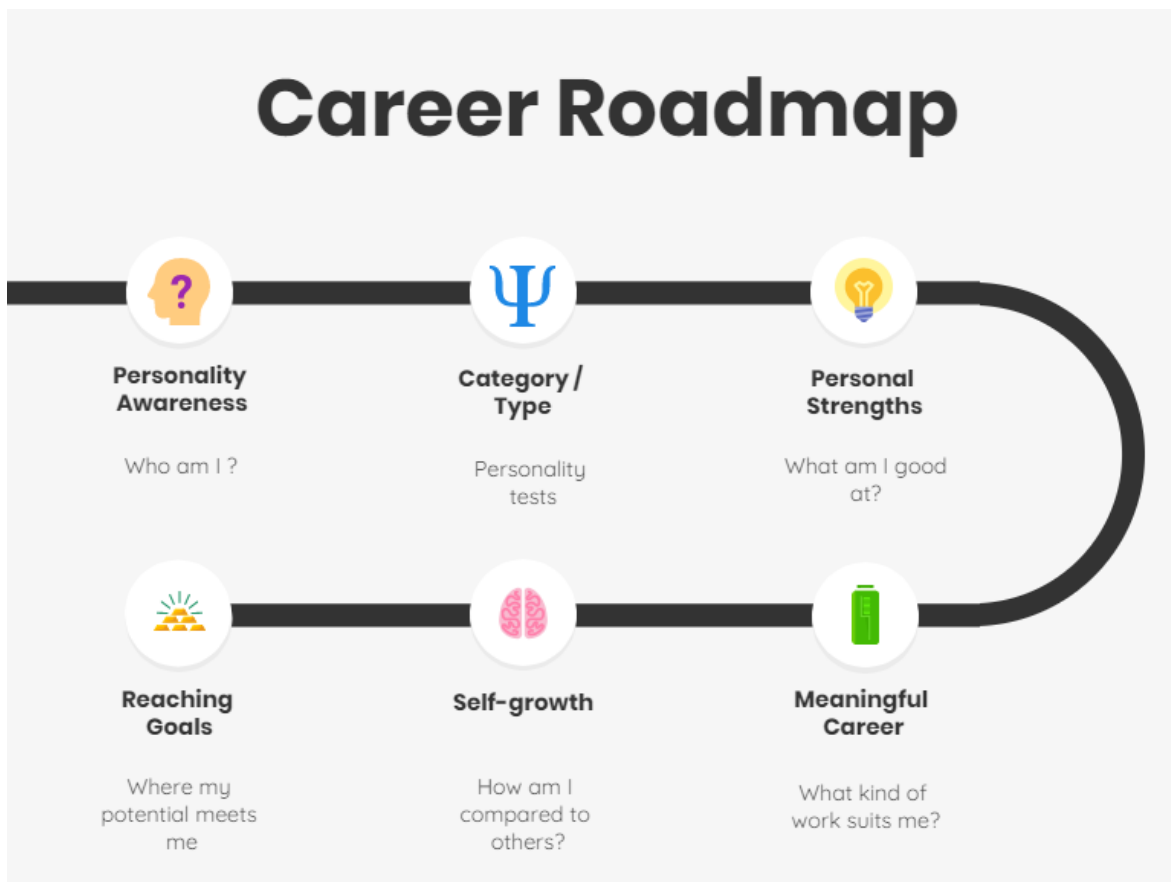 Career Roadmap
Ψ
?
Personality
Awareness
Who am I ?
Category /
Type
Personality
tests
Personal
Strengths
What am I good
at?
Reaching
Goals
Where my
potential meets
me
Self-growth
How am I
compared to
others?
Meaningful
Career
What kind of
work suits me?